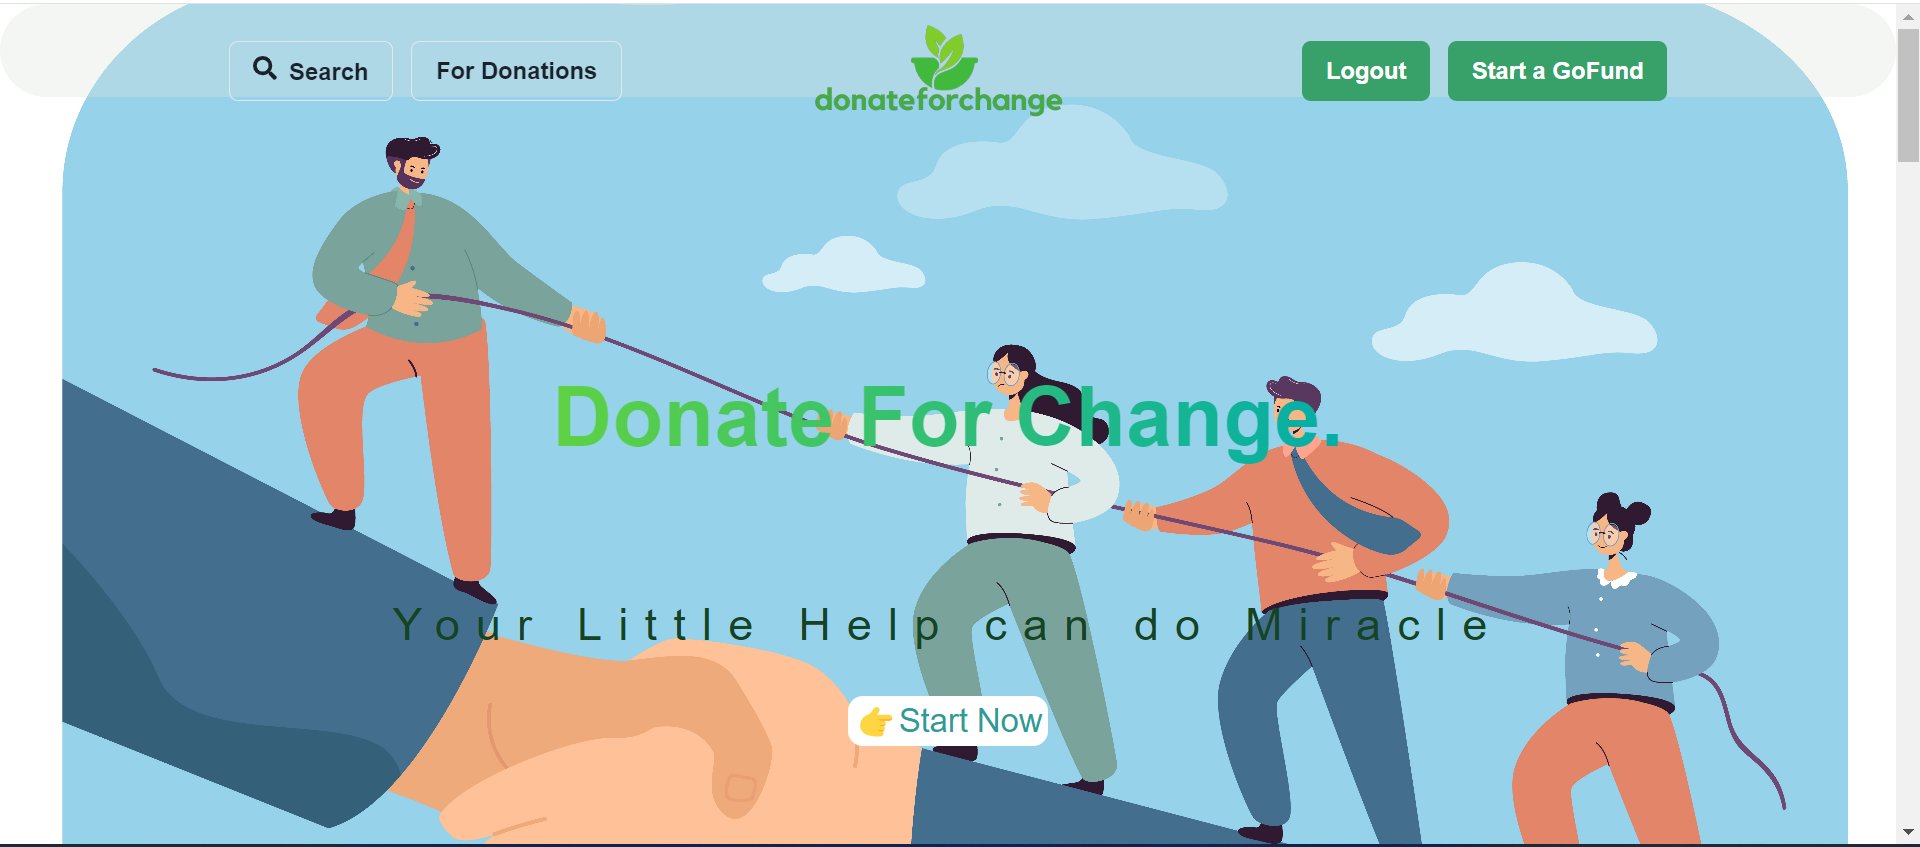 Search
For Donations
donateforchange
Logout
Start a GoFund
Donate For Change.
Your Little Help can do Miracle
👉Start Now